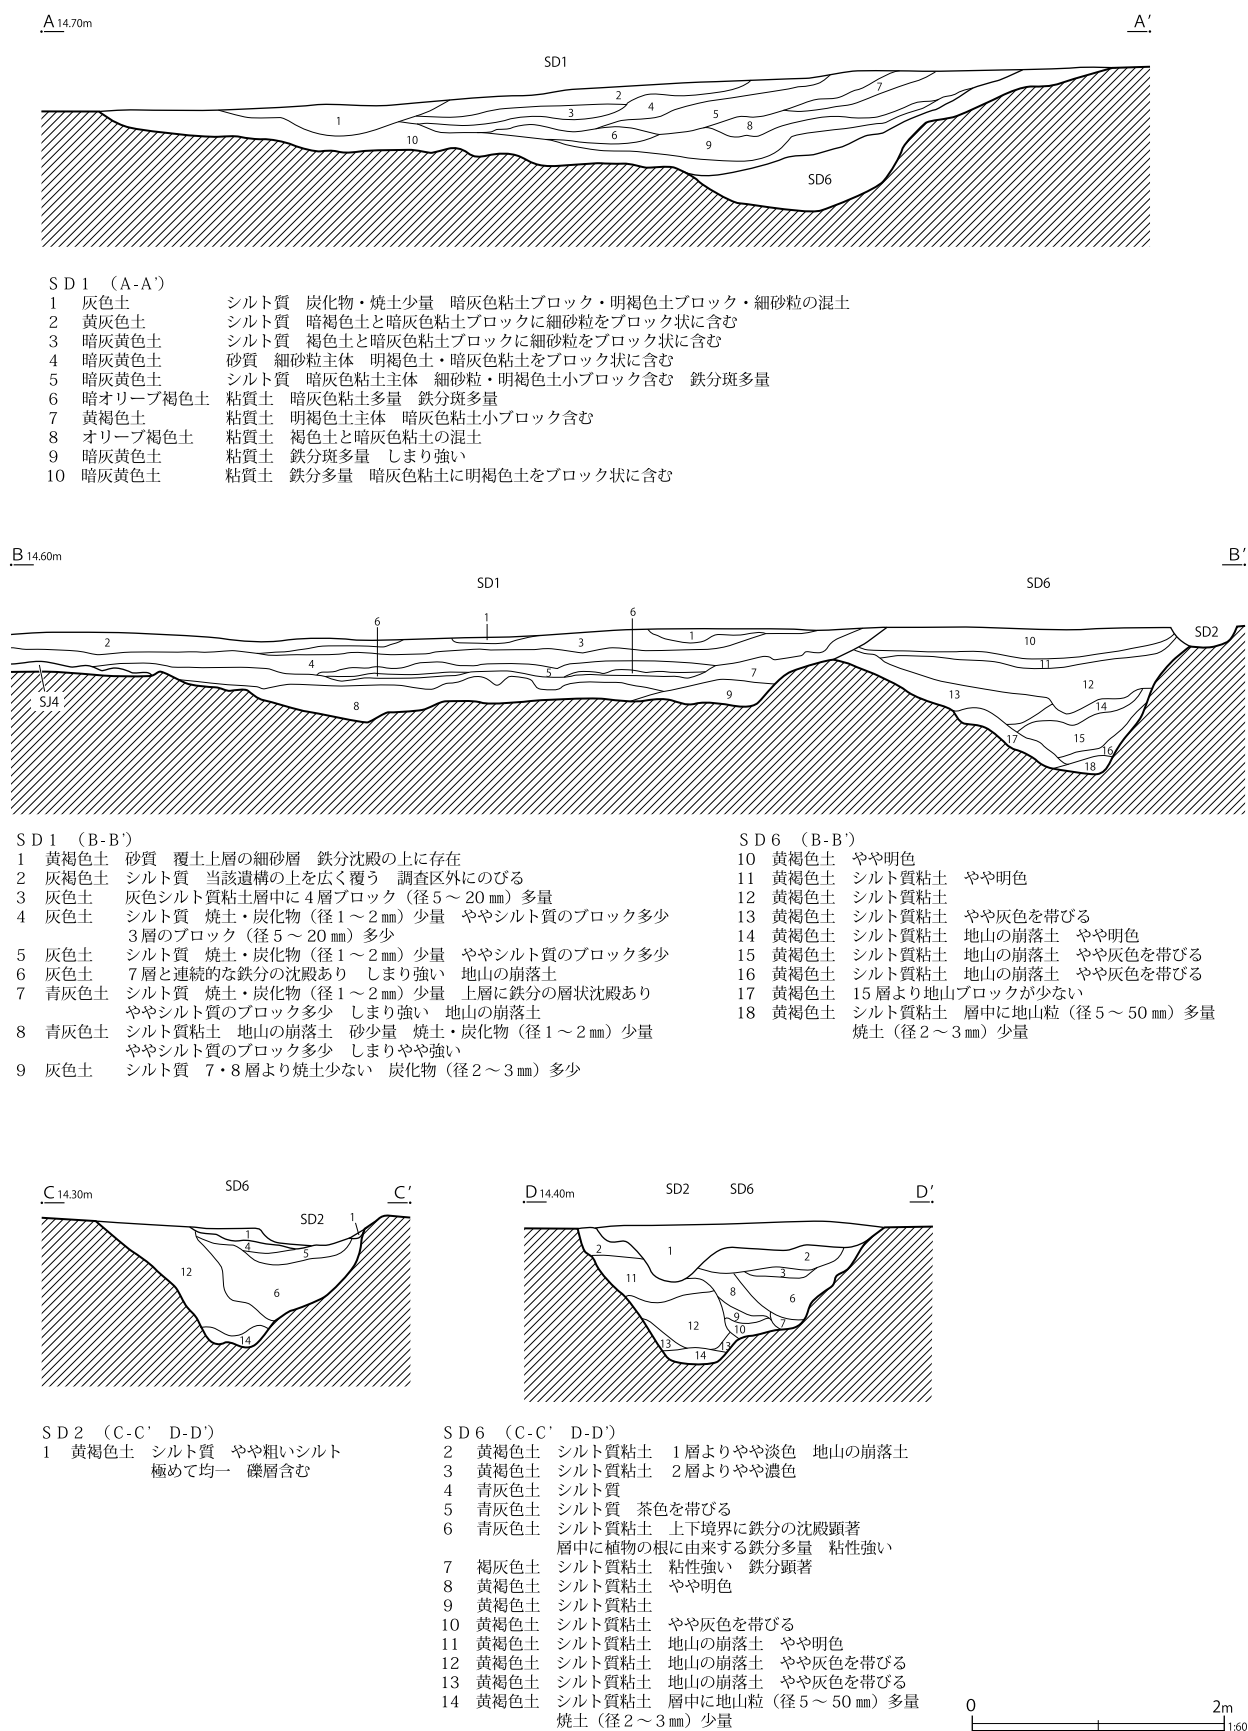 A 14.70m
A'
SD1
2
7
3
4
5
1
8
6
10
9
SD6
SD1 (A-A')
1 灰色土 シルト質 炭化物・焼土少量 暗灰色粘土ブロック・明褐色土ブロック・細砂粒の混土
2 黄灰色土 シルト質 暗褐色土と暗灰色粘土ブロックに細砂粒をブロック状に含む
3 暗灰黄色土 シルト質 褐色土と暗灰色粘土ブロックに細砂粒をブロック状に含む
4 暗灰黄色土 砂質 細砂粒主体 明褐色土・暗灰色粘土をブロック状に含む
5 暗灰黄色土 シルト質 暗灰色粘土主体 細砂粒・明褐色土小ブロック含む 鉄分斑多量
6 暗オリーブ褐色土 粘質土 暗灰色粘土多量 鉄分斑多量
7 黄褐色土 粘質土 明褐色土主体 暗灰色粘土小ブロック含む
8 オリーブ褐色土 粘質土 褐色土と暗灰色粘土の混土
9 暗灰黄色土 粘質土 鉄分斑多量 しまり強い
10 暗灰黄色土 粘質土 鉄分多量 暗灰色粘土に明褐色土をブロック状に含む
B 14.60m
B'
SD1
SD6
6
1
6
SD2
2
3
1
10
4
5
7
11
12
SJ4
8
9
13
14
17
15
16
18
SD1 (B-B')
1 黄褐色土 砂質 覆土上層の細砂層 鉄分沈殿の上に存在
2 灰褐色土 シルト質 当該遺構の上を広く覆う 調査区外にのびる
3 灰色土 灰色シルト質粘土層中に4層ブロック（径5～20㎜）多量
4 灰色土 シルト質 焼土・炭化物（径1～2㎜）少量 ややシルト質のブロック多少
3層のブロック（径5～20㎜）多少
5 灰色土 シルト質 焼土・炭化物（径1～2㎜）少量 ややシルト質のブロック多少
6 灰色土 7層と連続的な鉄分の沈殿あり しまり強い 地山の崩落土
7 青灰色土 シルト質 焼土・炭化物（径1～2㎜）少量 上層に鉄分の層状沈殿あり
ややシルト質のブロック多少 しまり強い 地山の崩落土
8 青灰色土 シルト質粘土 地山の崩落土 砂少量 焼土・炭化物（径1～2㎜）少量
ややシルト質のブロック多少 しまりやや強い
9 灰色土 シルト質 7・8層より焼土少ない 炭化物（径2～3㎜）多少
SD6 (B-B')
10 黄褐色土 やや明色
11 黄褐色土 シルト質粘土 やや明色
12 黄褐色土 シルト質粘土
13 黄褐色土 シルト質粘土 やや灰色を帯びる
14 黄褐色土 シルト質粘土 地山の崩落土 やや明色
15 黄褐色土 シルト質粘土 地山の崩落土 やや灰色を帯びる
16 黄褐色土 シルト質粘土 地山の崩落土 やや灰色を帯びる
17 黄褐色土 15層より地山ブロックが少ない
18 黄褐色土 シルト質粘土 層中に地山粒（径5～50㎜）多量
焼土（径2～3㎜）少量
C 14.30m
SD6
C'
SD2
1
1
4
5
12
6
14
D 14.40m
SD2
SD6
D'
2
1
2
3
11
8
6
9
7
12
10
13
13
14
SD2 (C-C' D-D')
1 黄褐色土 シルト質 やや粗いシルト
極めて均一 礫層含む
SD6 (C-C' D-D')
2 黄褐色土 シルト質粘土 1層よりやや淡色 地山の崩落土
3 黄褐色土 シルト質粘土 2層よりやや濃色
4 青灰色土 シルト質
5 青灰色土 シルト質 茶色を帯びる
6 青灰色土 シルト質粘土 上下境界に鉄分の沈殿顕著
層中に植物の根に由来する鉄分多量 粘性強い
7 褐灰色土 シルト質粘土 粘性強い 鉄分顕著
8 黄褐色土 シルト質粘土 やや明色
9 黄褐色土 シルト質粘土
10 黄褐色土 シルト質粘土 やや灰色を帯びる
11 黄褐色土 シルト質粘土 地山の崩落土 やや明色
12 黄褐色土 シルト質粘土 地山の崩落土 やや灰色を帯びる
13 黄褐色土 シルト質粘土 地山の崩落土 やや灰色を帯びる
14 黄褐色土 シルト質粘土 層中に地山粒（径5～50㎜）多量
焼土（径2～3㎜）少量
0 2m
1:60